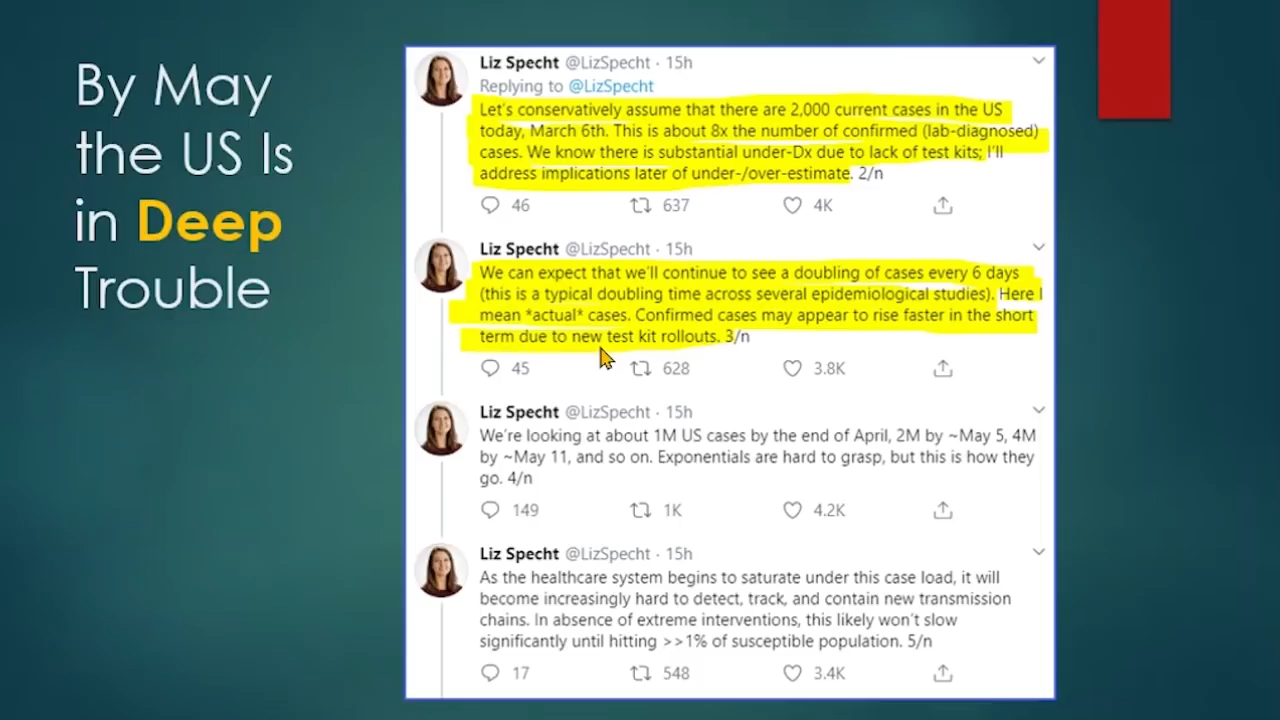 By May
the US Is
in Deep
Trouble
Liz Specht @LizSpecht · 15h
Replying to @LizSpecht
Let's conservatively assume that there are 2,000 current cases in the US
today, March 6th. This is about 8x the number of confirmed (lab-diagnosed)
cases. We know there is substantial under-Dx due to lack of test kits; I'll
address implications later of under-/over-estimate. 2/n
46 637 4K
Liz Specht @LizSpecht · 15h
We can expect that we'll continue to see a doubling of cases every 6 days
(this is a typical doubling time across several epidemiological studies). Here I
mean *actual* cases. Confirmed cases may appear to rise faster in the short
term due to new test kit rollouts. 3/n
45 628 3.8K
Liz Specht @LizSpecht · 15h
We're looking at about 1M US cases by the end of April, 2M by ~May 5, 4M
by ~May 11, and so on. Exponentials are hard to grasp, but this is how they
go. 4/n
149 1K 4.2K
Liz Specht @LizSpecht · 15h
As the healthcare system begins to saturate under this case load, it will
become increasingly hard to detect, track, and contain new transmission
chains. In absence of extreme interventions, this likely won't slow
significantly until hitting >>1% of susceptible population. 5/n
17 548 3.4K